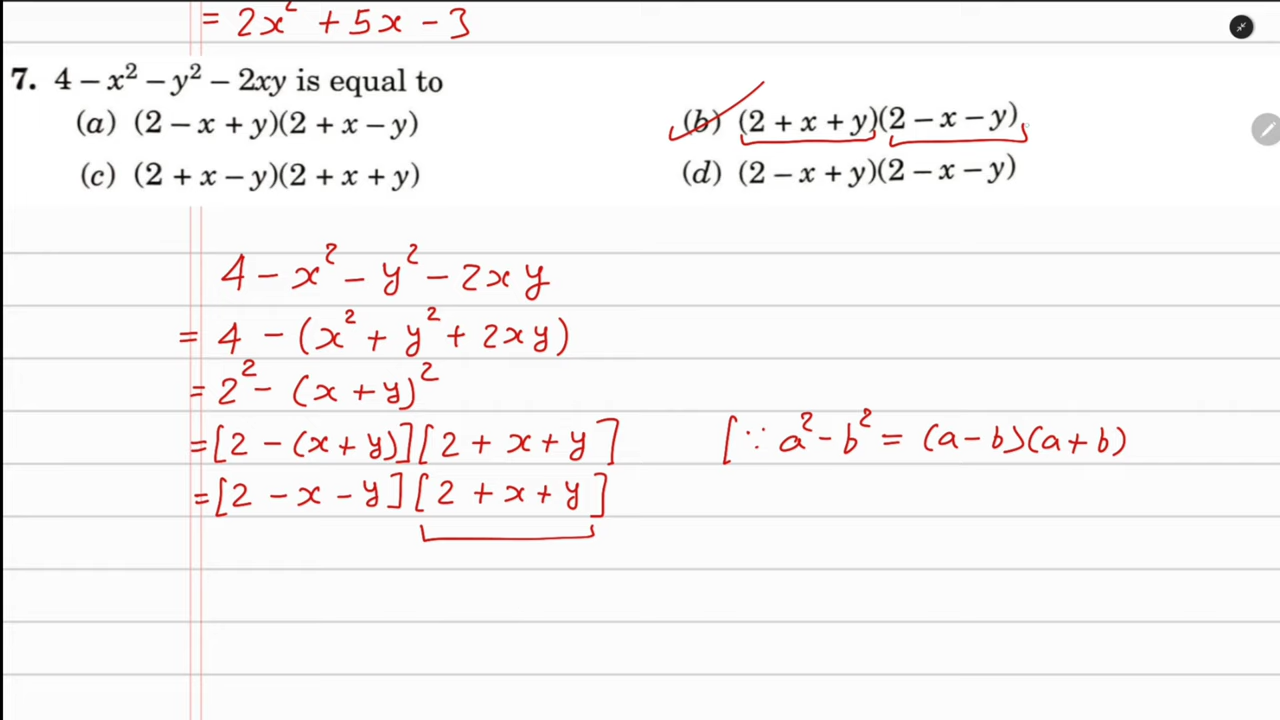 = 2x² + 5x - 3
7. 4 – x² – y² – 2xy is equal to
(a) (2 – x + y)(2 + x – y)
(b) (2 + x + y)(2 – x – y)
(c) (2 + x – y)(2 + x + y)
(d) (2 – x + y)(2 – x – y)
4 - x² - y² - 2xy
= 4 - (x² + y² + 2xy)
= 2² - (x + y)²
= [2 - (x + y)][2 + x + y] [∵ a² - b² = (a - b)(a + b)
= [2 - x - y][2 + x + y]